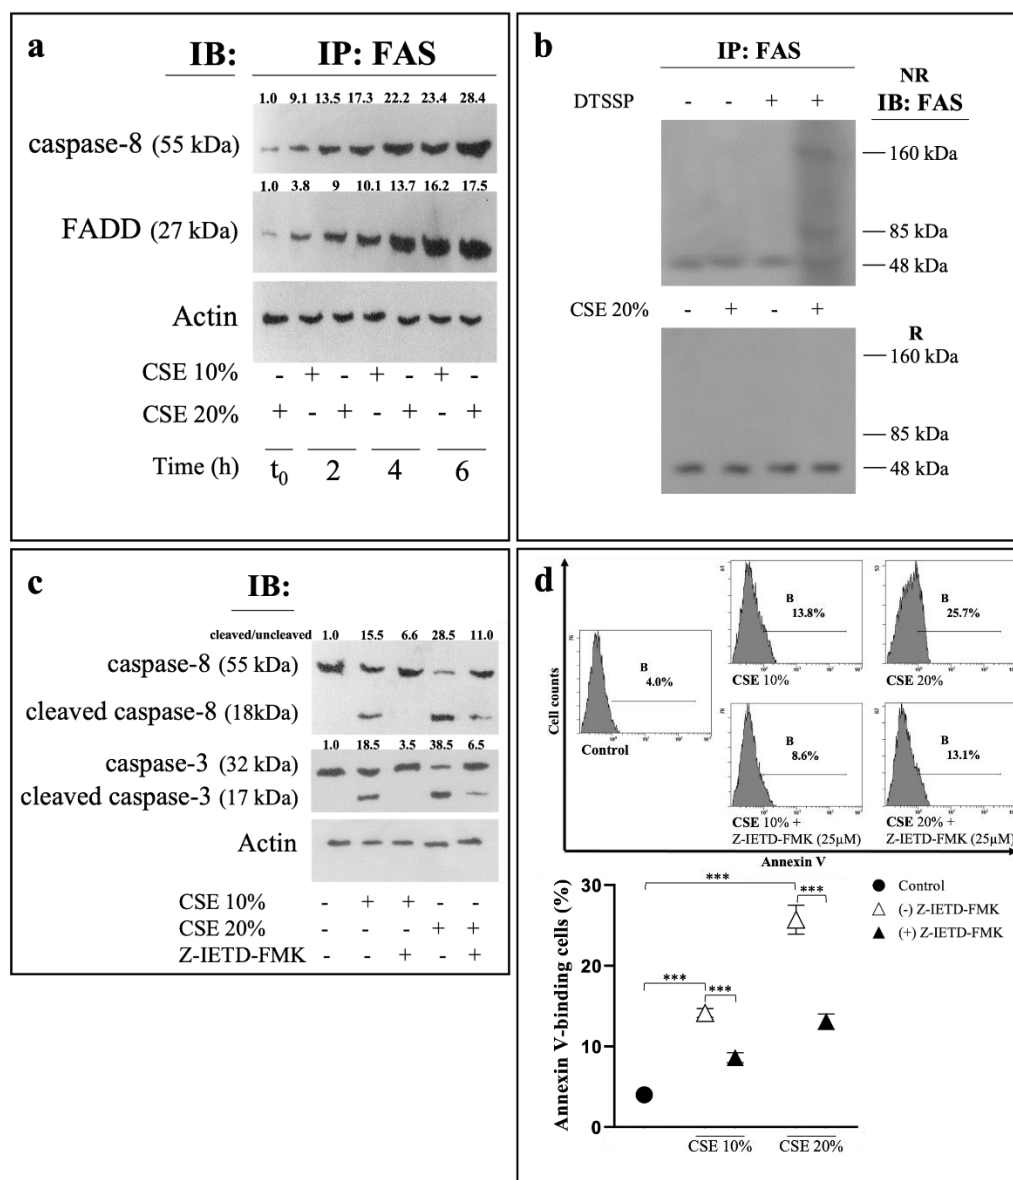 a
IB: IP: FAS
1.0 9.1 13.5 17.3 22.2 23.4 28.4
caspase-8 (55 kDa)
1.0 3.8 9 10.1 13.7 16.2 17.5
FADD (27 kDa)
Actin
CSE 10% - + - + - + -
CSE 20% + - + - + - +
Time (h) t0 2 4 6
b
IP: FAS
NR
DTSSP - - + + IB: FAS
160 kDa
85 kDa
48 kDa
CSE 20% - + - +
R
160 kDa
85 kDa
48 kDa
c
IB:
cleaved/uncleaved 1.0 15.5 6.6 28.5 11.0
caspase-8 (55 kDa)
cleaved caspase-8 (18kDa)
1.0 18.5 3.5 38.5 6.5
caspase-3 (32 kDa)
cleaved caspase-3 (17 kDa)
Actin
CSE 10% - + + - -
CSE 20% - - - + +
Z-IETD-FMK - - + - +
d
Cell counts
B
4.0%
Control
B
13.8%
CSE 10%
B
25.7%
CSE 20%
B
8.6%
CSE 10% +
Z-IETD-FMK (25μM)
B
13.1%
CSE 20% +
Z-IETD-FMK (25μM)
Annexin V
Annexin V-binding cells (%)
30
20
10
0
*** *** *** ***
CSE 10% CSE 20%
Control
(-) Z-IETD-FMK
(+) Z-IETD-FMK